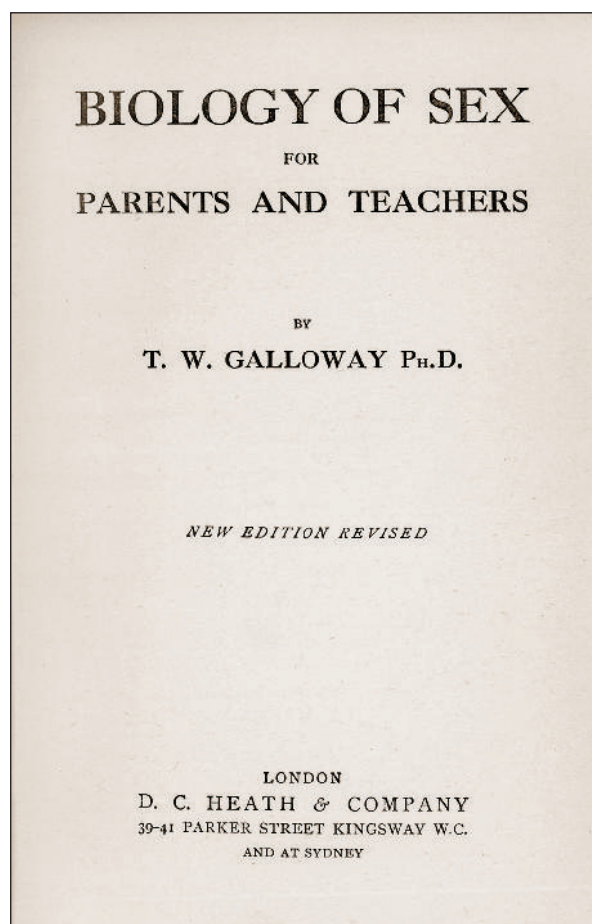 BIOLOGY OF SEX
FOR
PARENTS AND TEACHERS
BY
T. W. GALLOWAY PH.D.
NEW EDITION REVISED
LONDON
D. C. HEATH & COMPANY
39-41 PARKER STREET KINGSWAY W.C.
AND AT SYDNEY